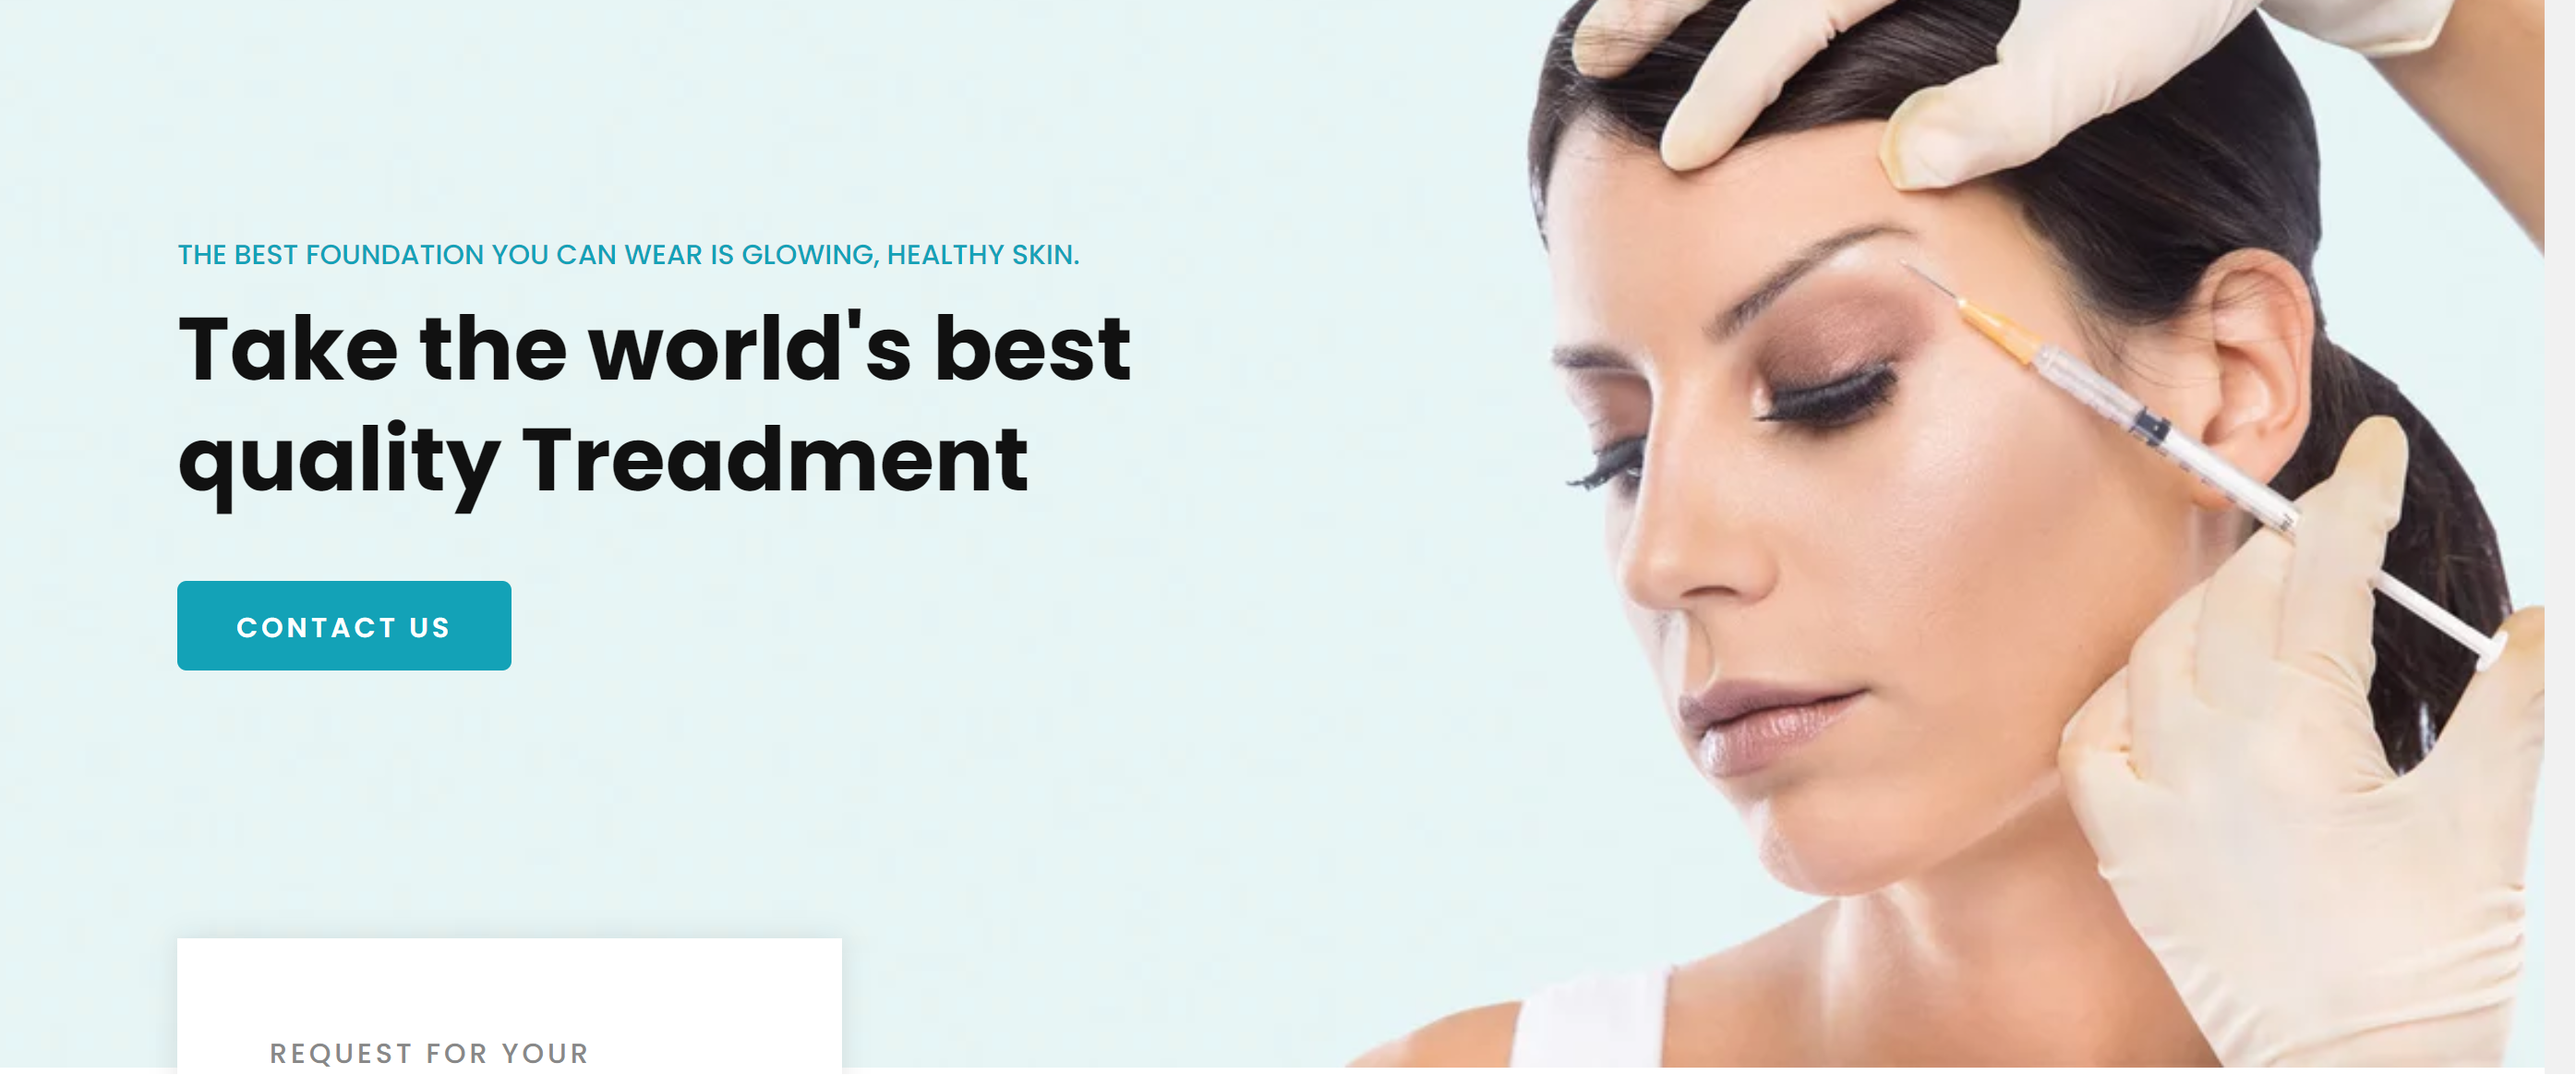 THE BEST FOUNDATION YOU CAN WEAR IS GLOWING, HEALTHY SKIN.
Take the world's best
quality Treadment
CONTACT US
REQUEST FOR YOUR